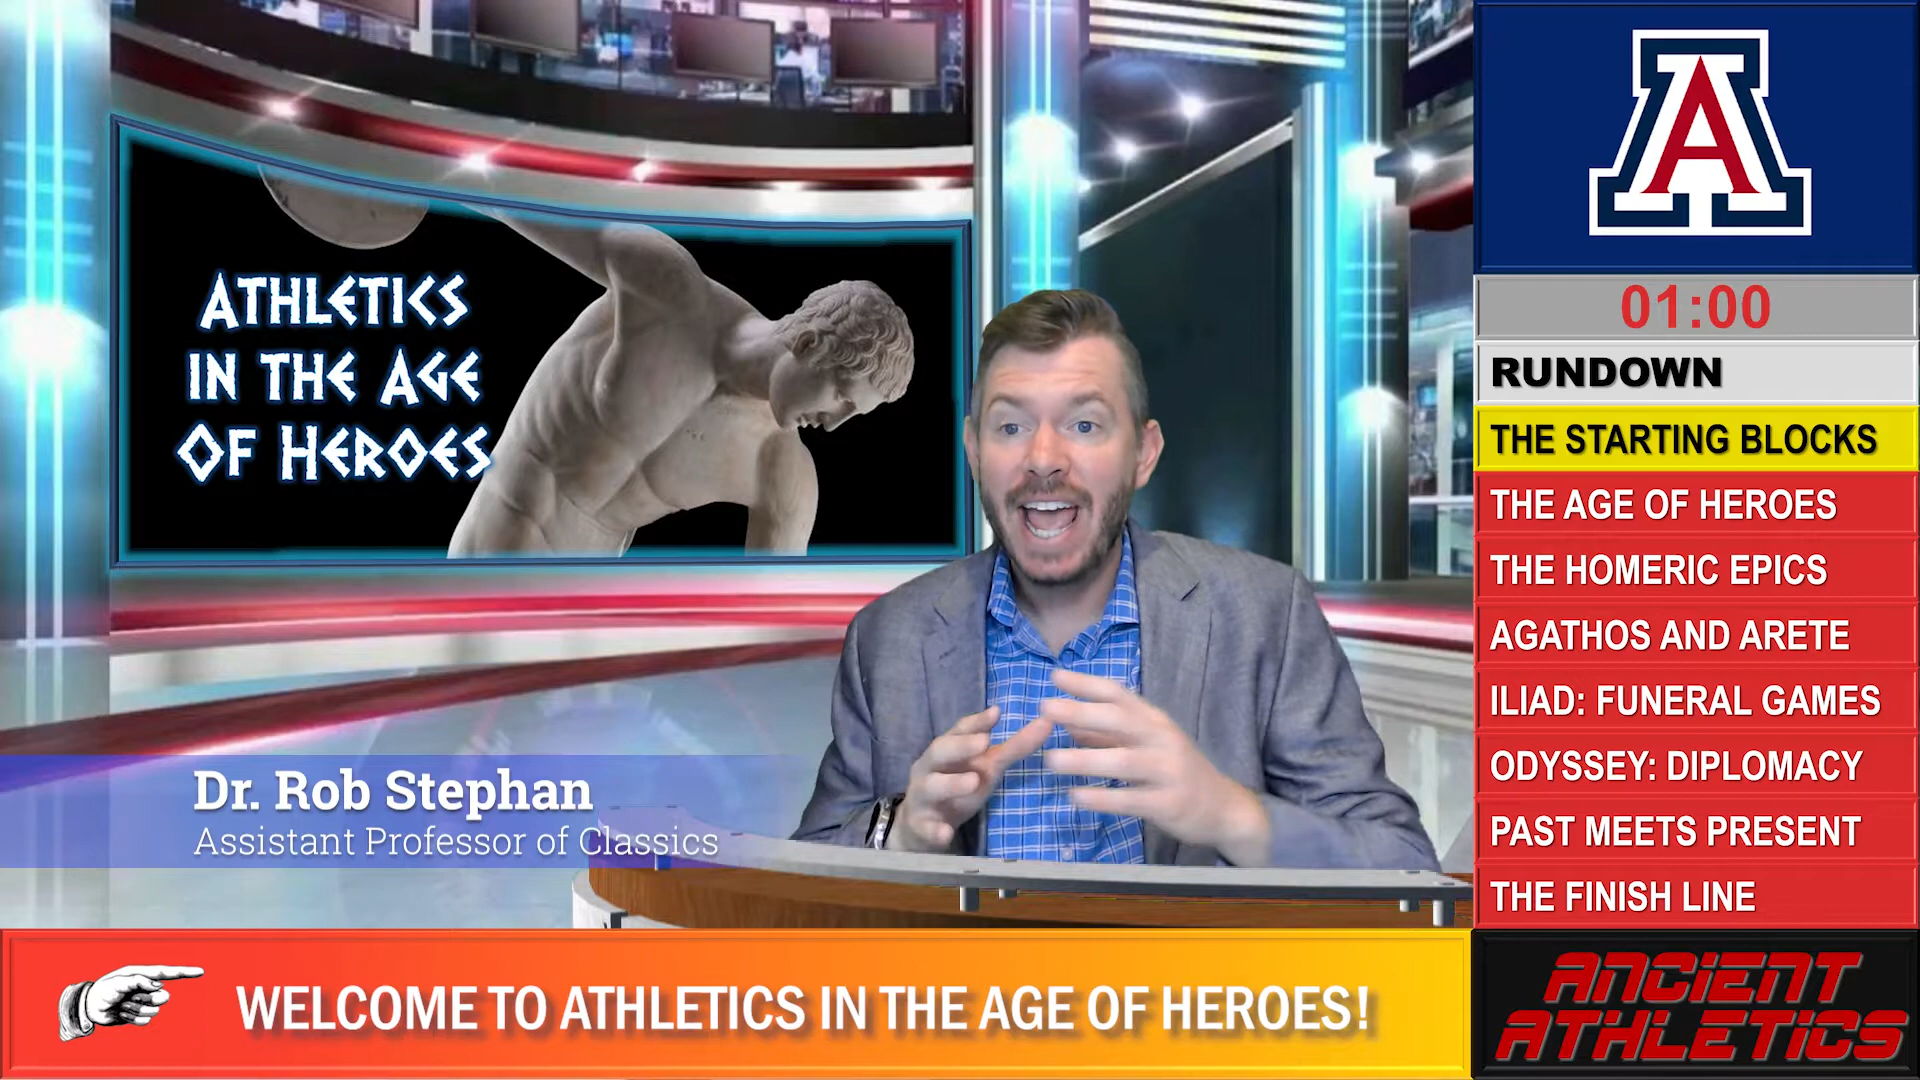 ATHLETICS
IN THE AGE
OF HEROES
Dr. Rob Stephan
Assistant Professor of Classics
WELCOME TO ATHLETICS IN THE AGE OF HEROES!
A
01:00
RUNDOWN
THE STARTING BLOCKS
THE AGE OF HEROES
THE HOMERIC EPICS
AGATHOS AND ARETE
ILIAD: FUNERAL GAMES
ODYSSEY: DIPLOMACY
PAST MEETS PRESENT
THE FINISH LINE
ANCIENT
ATHLETICS